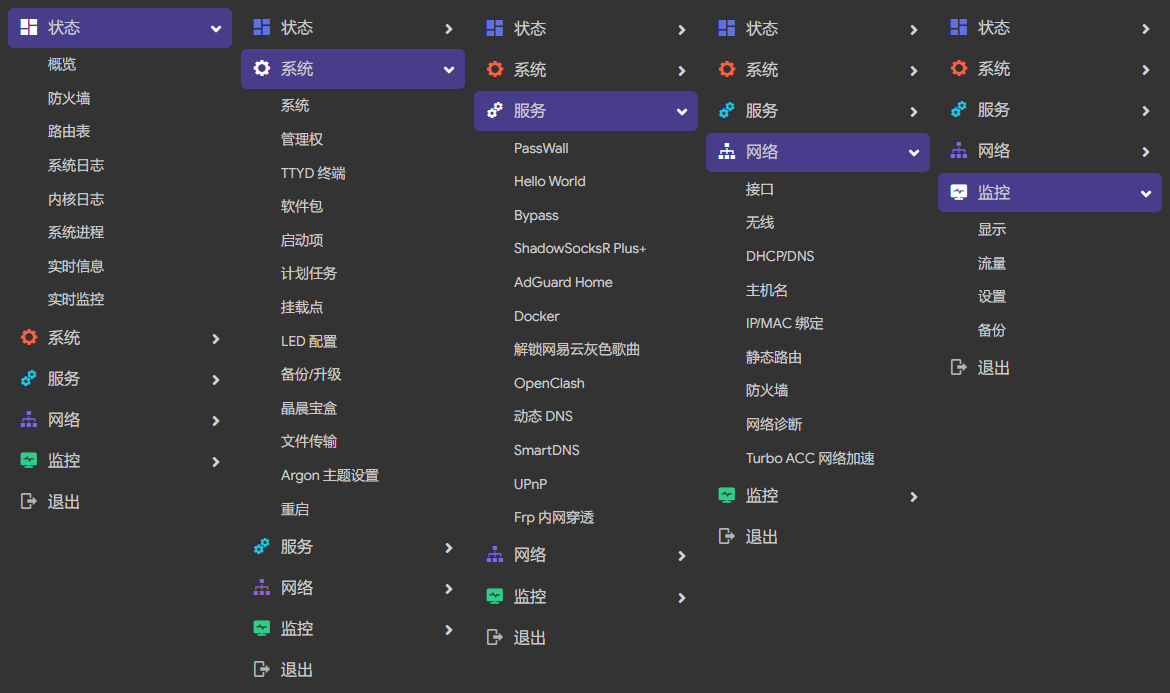 状态
概览
防火墙
路由表
系统日志
内核日志
系统进程
实时信息
实时监控
系统
服务
网络
监控
退出
状态
系统
系统
管理权
TTYD 终端
软件包
启动项
计划任务
挂载点
LED 配置
备份/升级
晶晨宝盒
文件传输
Argon 主题设置
重启
服务
网络
监控
退出
状态
系统
服务
PassWall
Hello World
Bypass
ShadowSocksR Plus+
AdGuard Home
Docker
解锁网易云灰色歌曲
OpenClash
动态 DNS
SmartDNS
UPnP
Frp 内网穿透
网络
监控
退出
状态
系统
服务
网络
接口
无线
DHCP/DNS
主机名
IP/MAC 绑定
静态路由
防火墙
网络诊断
Turbo ACC 网络加速
监控
退出
状态
系统
服务
网络
监控
显示
流量
设置
备份
退出